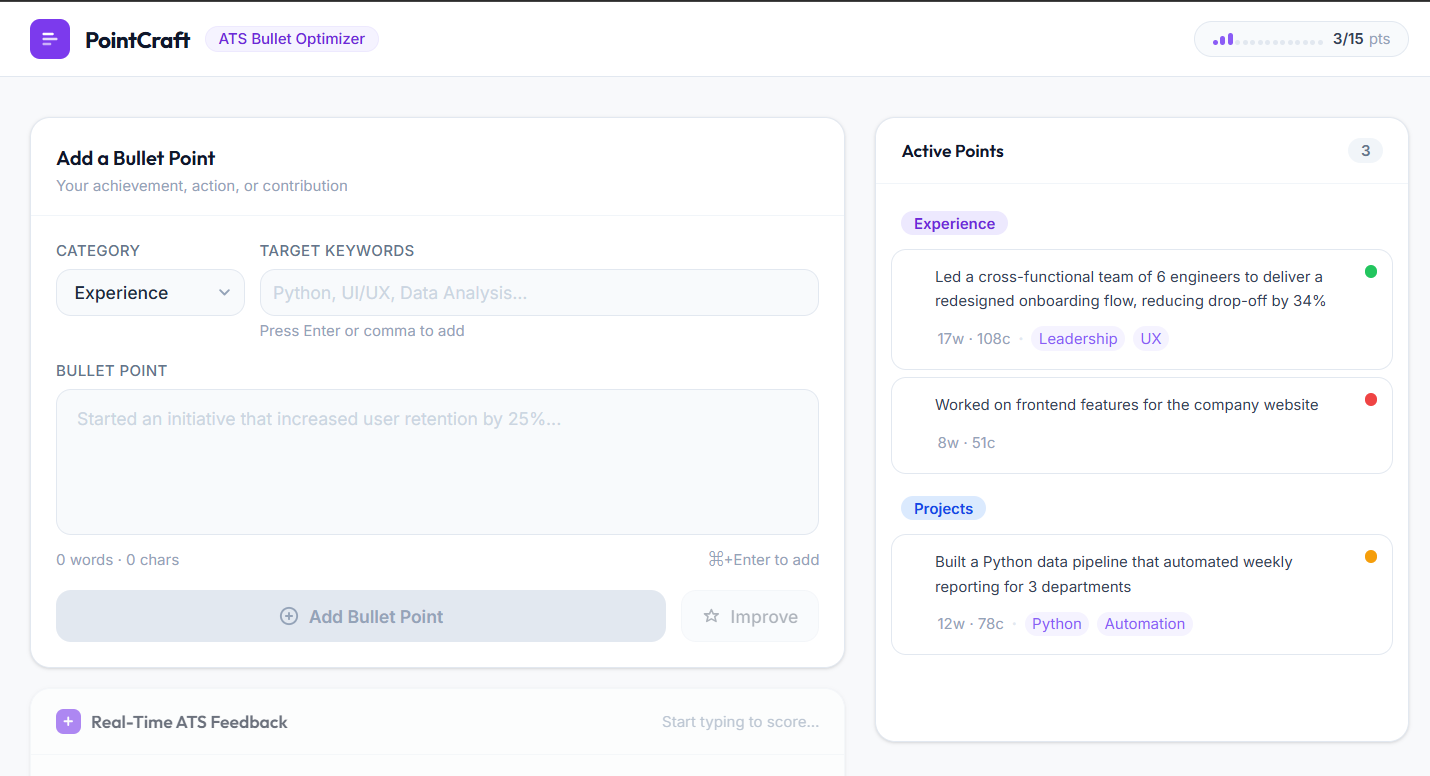 PointCraft
ATS Bullet Optimizer
3/15 pts
Add a Bullet Point
Your achievement, action, or contribution
CATEGORY
TARGET KEYWORDS
Experience
Python, UI/UX, Data Analysis...
Press Enter or comma to add
BULLET POINT
Started an initiative that increased user retention by 25%...
0 words · 0 chars
⌘+Enter to add
Add Bullet Point
Improve
Real-Time ATS Feedback
Start typing to score...
Active Points
3
Experience
Led a cross-functional team of 6 engineers to deliver a
redesigned onboarding flow, reducing drop-off by 34%
17w · 108c · Leadership UX
Worked on frontend features for the company website
8w · 51c
Projects
Built a Python data pipeline that automated weekly
reporting for 3 departments
12w · 78c · Python Automation